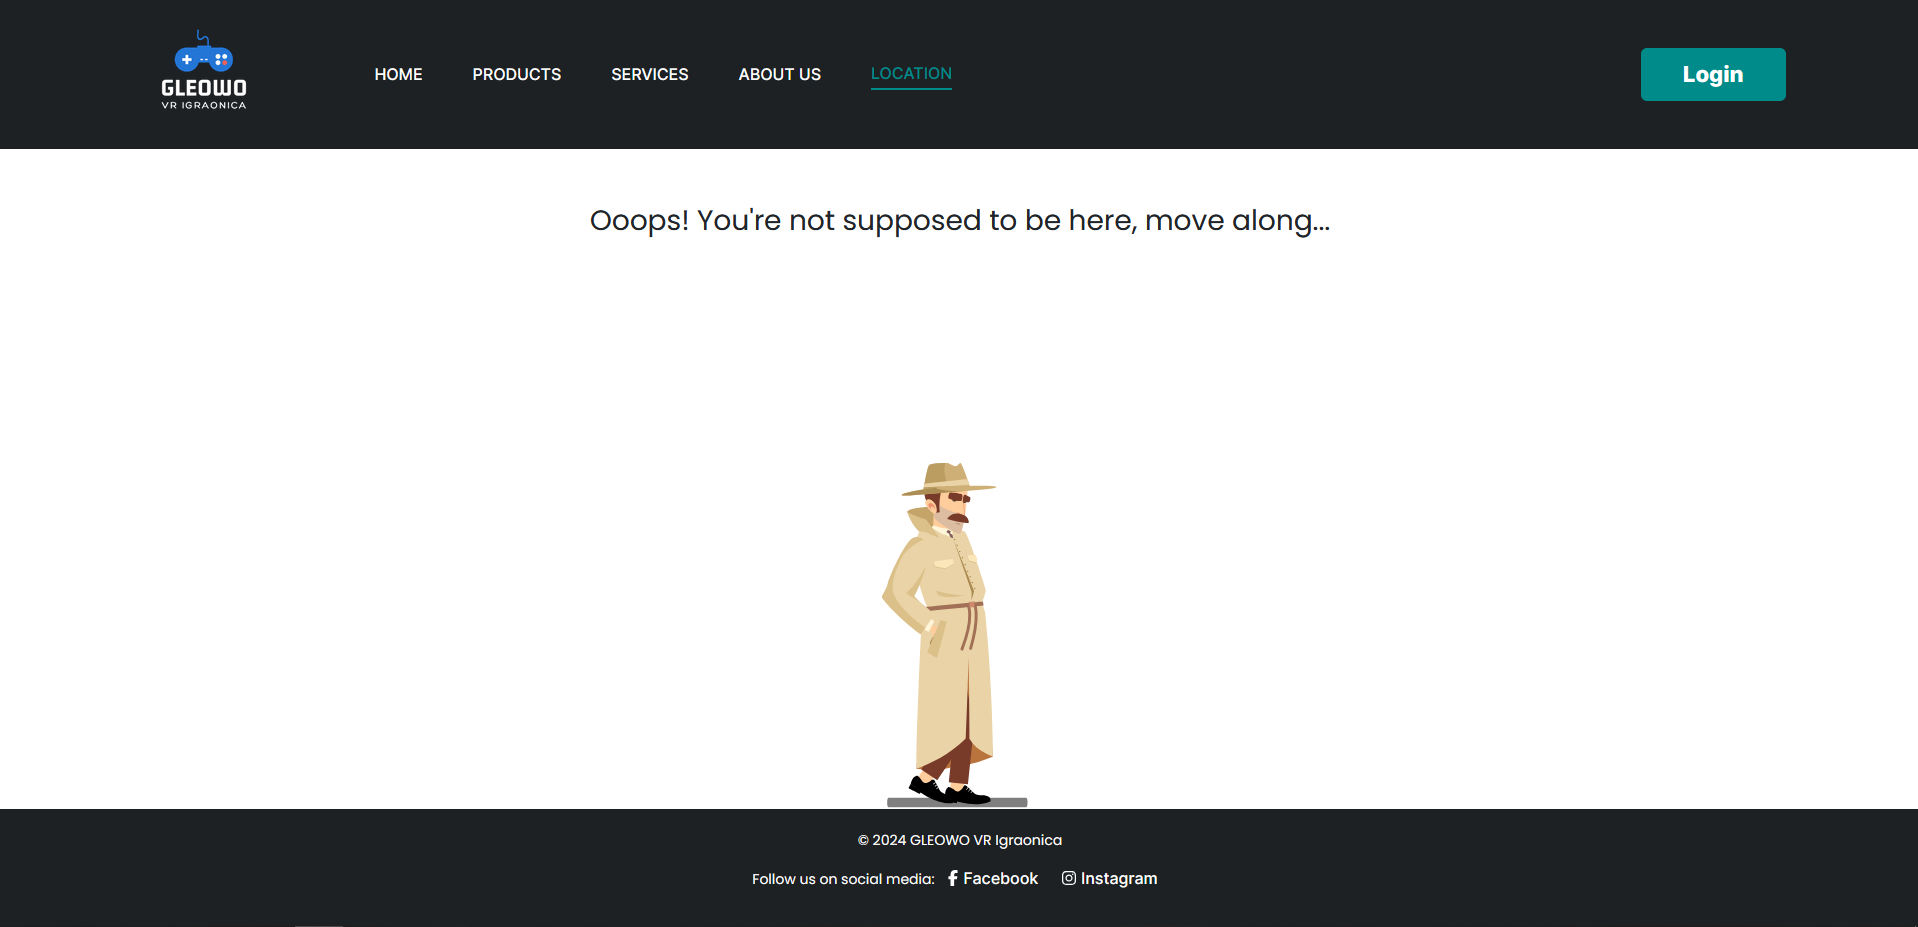 GLEOWO
VR IGRAONICA
HOME PRODUCTS SERVICES ABOUT US LOCATION
Login
Ooops! You're not supposed to be here, move along...
© 2024 GLEOWO VR Igraonica
Follow us on social media: Facebook Instagram